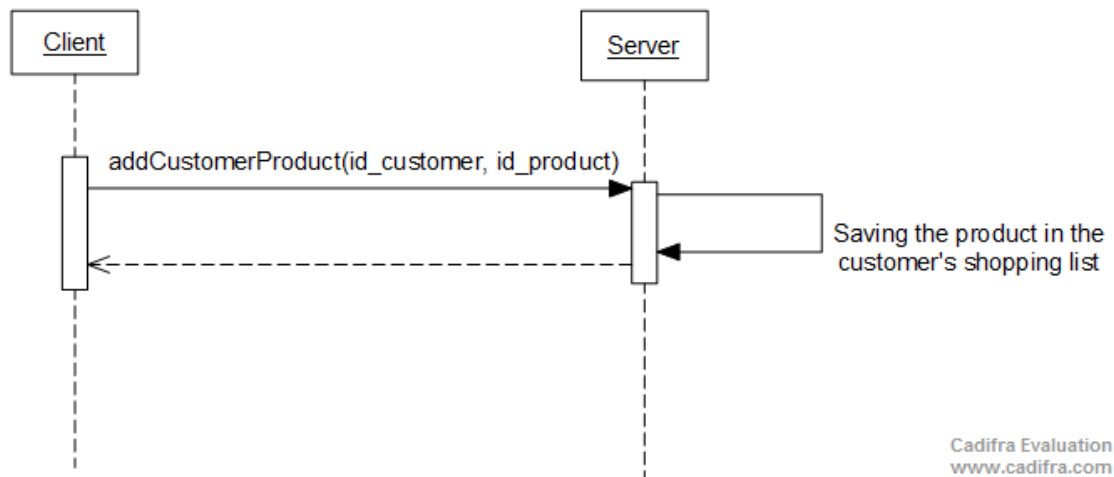 Client
Server
addCustomerProduct(id_customer, id_product)
Saving the product in the
customer's shopping list
Cadifra Evaluation
www.cadifra.com